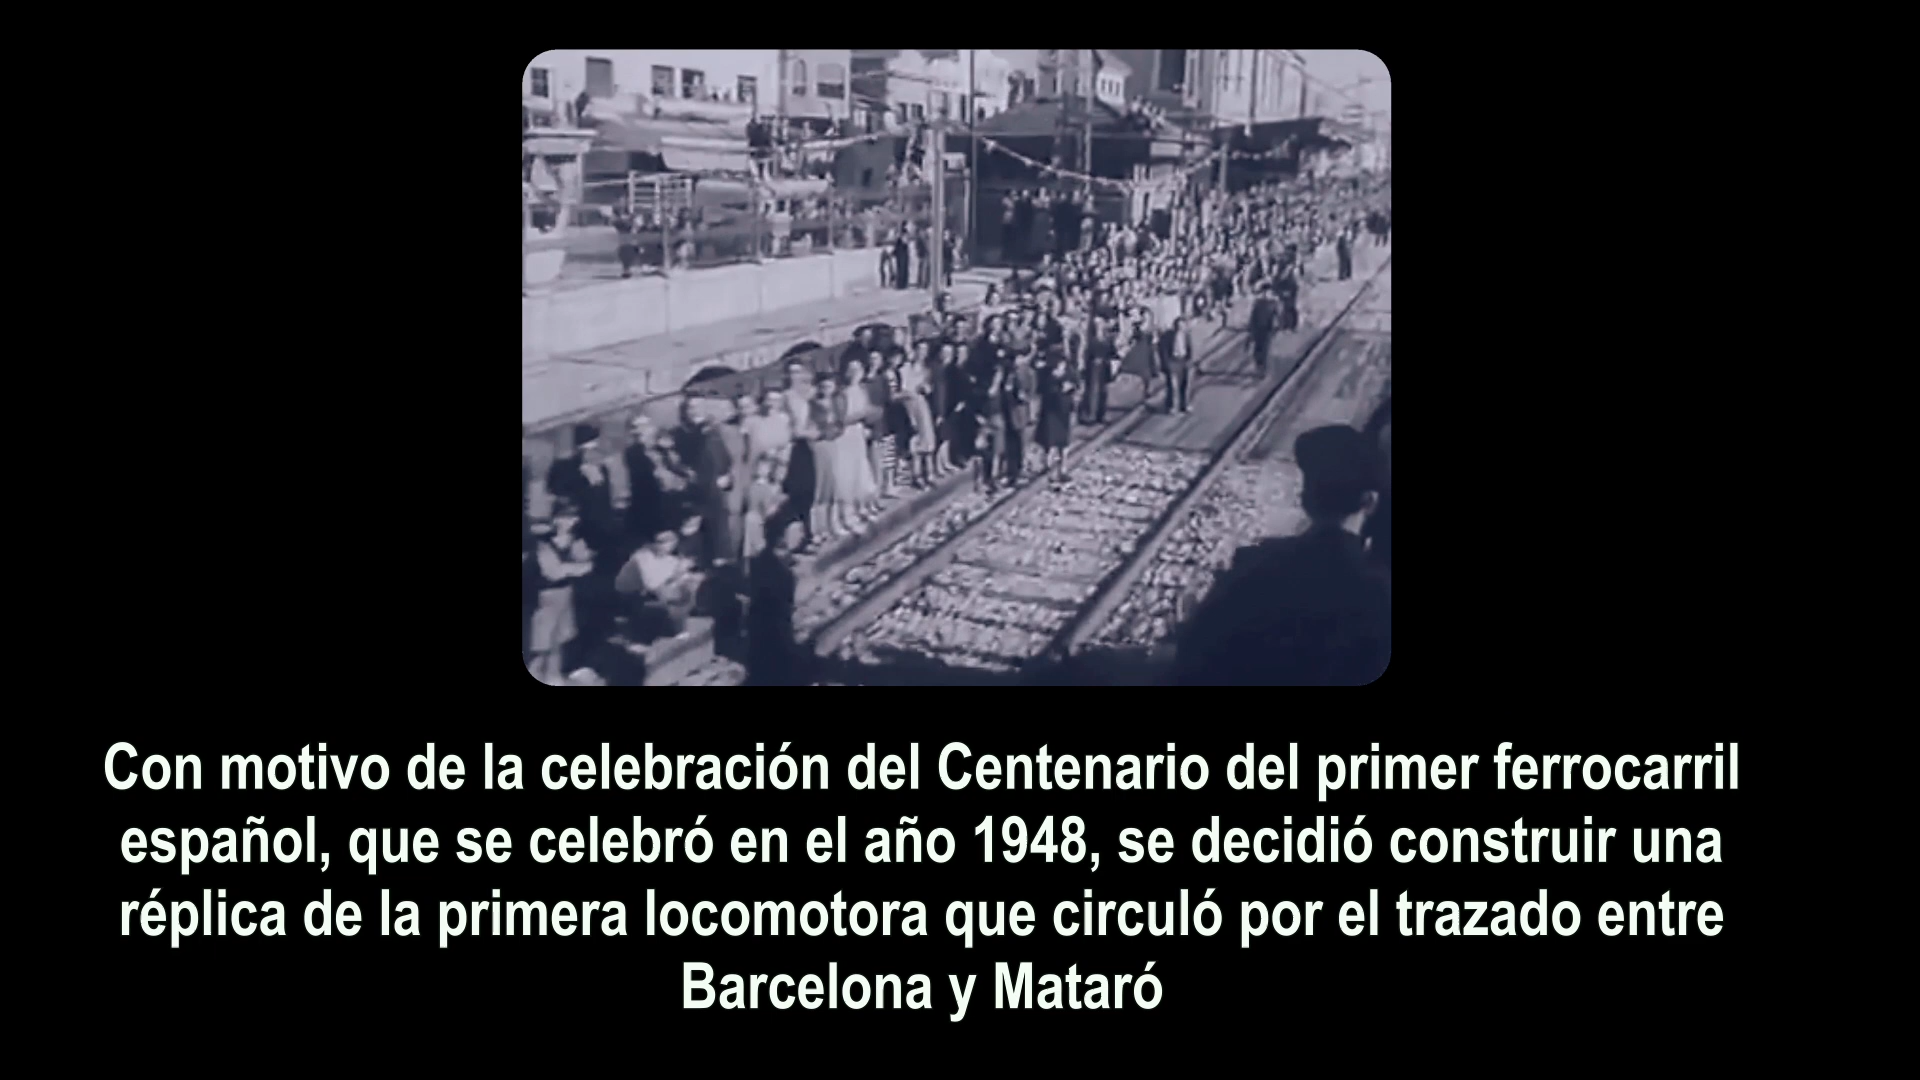 Con motivo de la celebración del Centenario del primer ferrocarril
español, que se celebró en el año 1948, se decidió construir una
réplica de la primera locomotora que circuló por el trazado entre
Barcelona y Mataró